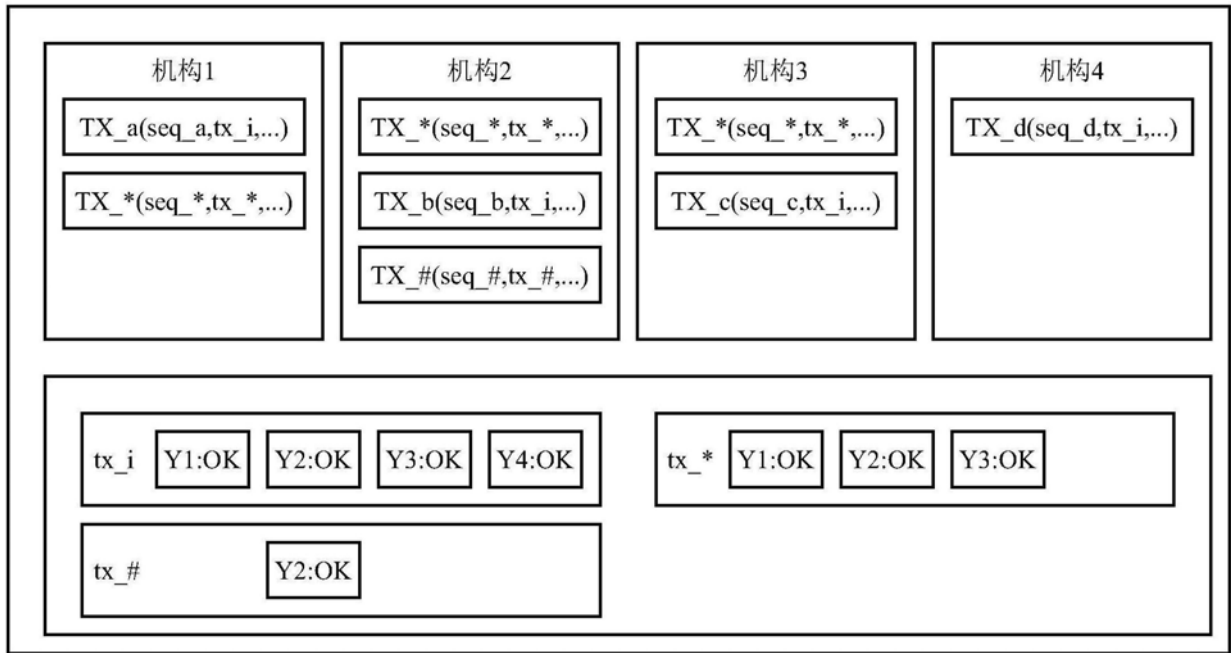 机构1
TX_a(seq_a,tx_i,...)
TX_*(seq_*,tx_*,...)
机构2
TX_*(seq_*,tx_*,...)
TX_b(seq_b,tx_i,...)
TX_#(seq_#,tx_#,...)
机构3
TX_*(seq_*,tx_*,...)
TX_c(seq_c,tx_i,...)
机构4
TX_d(seq_d,tx_i,...)
tx_i Y1:OK Y2:OK Y3:OK Y4:OK
tx_* Y1:OK Y2:OK Y3:OK
tx_# Y2:OK